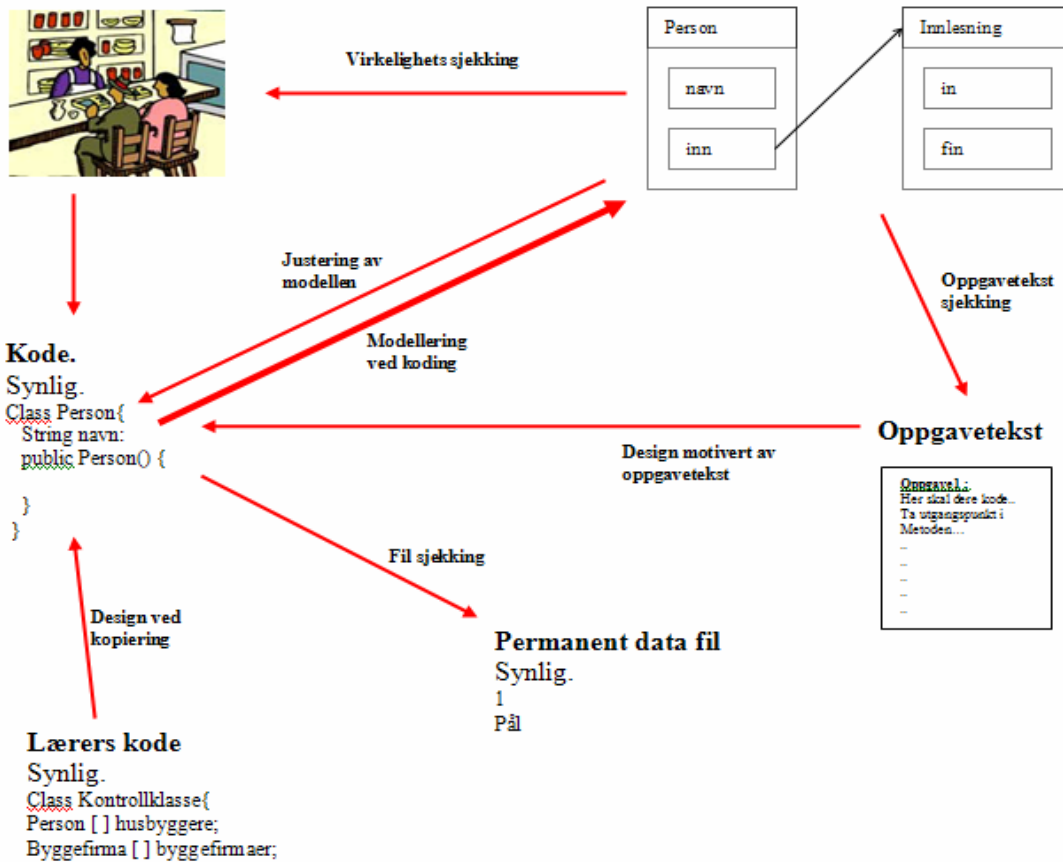 Person
Innlesning
Virkelighets sjekking
navn
in
inn
fin
Justering av
modellen
Oppgavetekst
sjekking
Modellering
ved koding
Kode.
Synlig.
Class Person{
String navn:
public Person() {
}
}
Design motivert av
oppgavetekst
Oppgavetekst
Oppgave1.:
Her skal dere kode..
Ta utgangspunkt i
Metoden...
_
_
_
_
_
Fil sjekking
Design ved
kopiering
Permanent data fil
Synlig.
1
Pål
Lærers kode
Synlig.
Class Kontrollklasse{
Person [ ] husbyggere;
Byggefirma [ ] byggefirmaer;